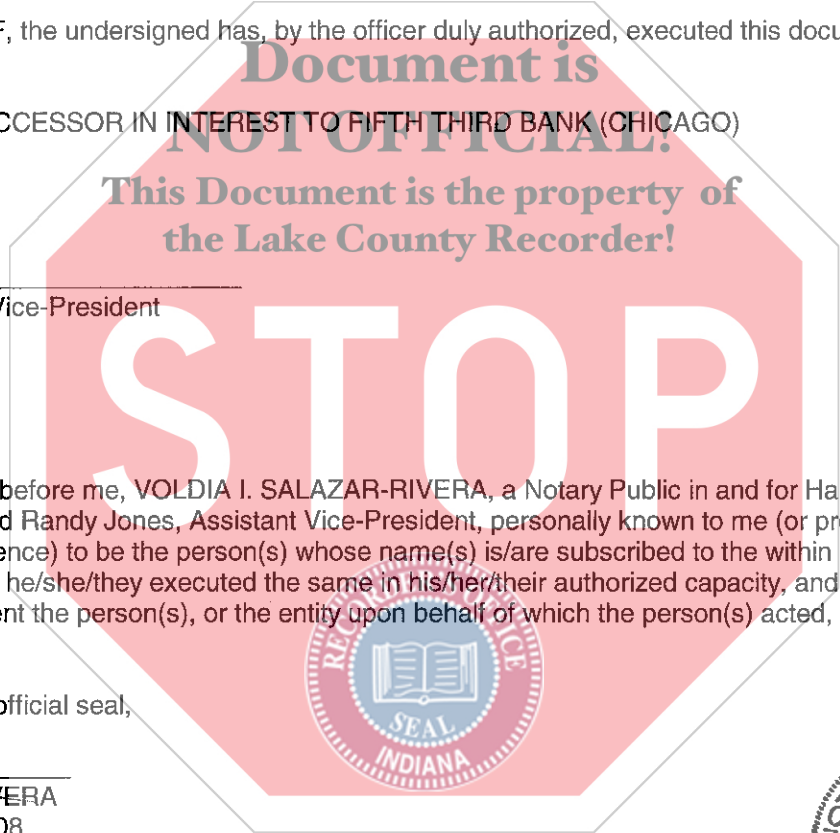 F, the undersigned has, by the officer duly authorized, executed this docu
Document is
CCESSOR IN INTEREST TO FIFTH THIRD BANK (CHICAGO)
NOT OFFICIAL!
This Document is the property of
the Lake County Recorder!
Vice-President
STOP
before me, VOLDIA I. SALAZAR-RIVERA, a Notary Public in and for Ha
d Randy Jones, Assistant Vice-President, personally known to me (or pr
ence) to be the person(s) whose name(s) is/are subscribed to the within
he/she/they executed the same in his/her/their authorized capacity, and
ent the person(s), or the entity upon behalf of which the person(s) acted,
RECORDER'S OFFICE
SEAL
INDIANA
official seal,
VERA
08